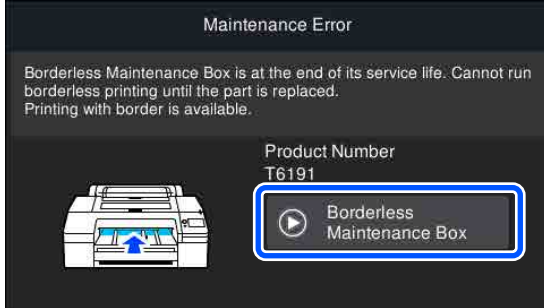 Maintenance Error
Borderless Maintenance Box is at the end of its service life. Cannot run
borderless printing until the part is replaced.
Printing with border is available.
Product Number
T6191
Borderless
Maintenance Box